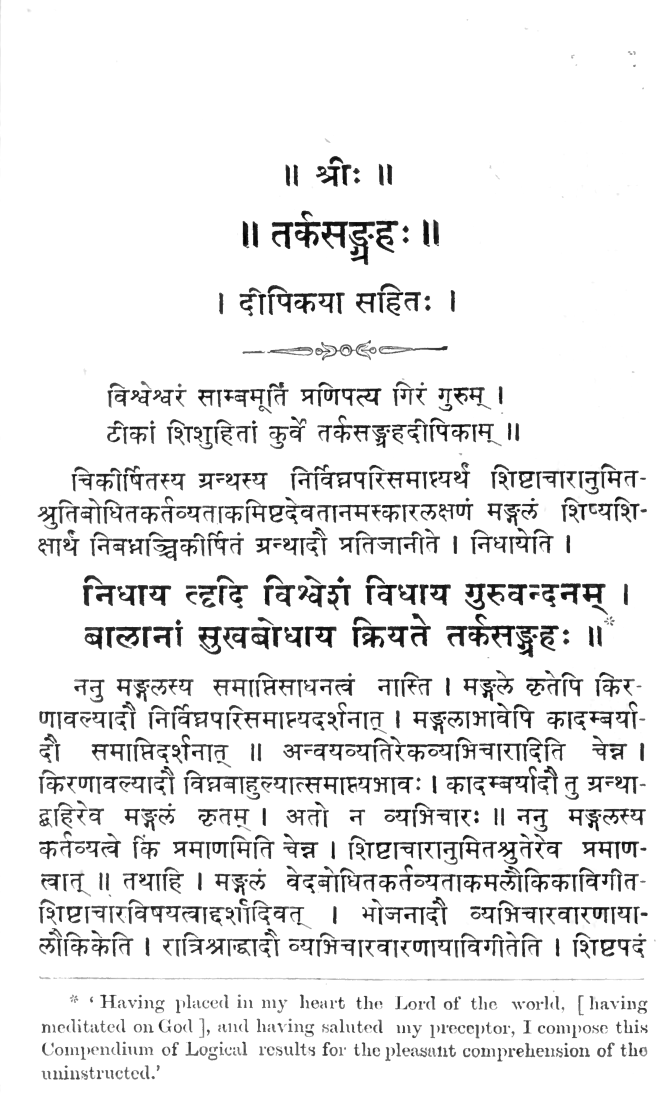 ॥ श्रीः ॥
॥ तर्कसङ्ग्रहः ॥
। दीपिकया सहितः ।
विश्वेश्वरं साम्बमूर्तिं प्रणिपत्य गिरं गुरुम् ।
टीकां शिशुहितां कुर्वे तर्कसङ्ग्रहदीपिकाम् ॥
चिकीर्षितस्य ग्रन्थस्य निर्विघ्नपरिसमाप्त्यर्थं शिष्टाचारानुमित-
श्रुतिबोधितकर्तव्यताकमिष्टदेवतानमस्कारलक्षणं मङ्गलं शिष्यशि-
क्षार्थं निबध्नञ्चिकीर्षितं ग्रन्थादौ प्रतिजानीते । निधायेति ।
निधाय हृदि विश्वेशं विधाय गुरुवन्दनम् ।
बालानां सुखबोधाय क्रियते तर्कसङ्ग्रहः ॥*
ननु मङ्गलस्य समाप्तिसाधनत्वं नास्ति । मङ्गले कृतेपि किर-
णावल्यादौ निर्विघ्नपरिसमाप्त्यदर्शनात् । मङ्गलाभावेपि कादम्बर्या-
दौ समाप्तिदर्शनात् ॥ अन्वयव्यतिरेकव्यभिचारादिति चेन्न ।
किरणावल्यादौ विघ्नबाहुल्यात्समाप्त्यभावः । कादम्बर्यादौ तु ग्रन्था-
द्बहिरेव मङ्गलं कृतम् । अतो न व्यभिचारः ॥ ननु मङ्गलस्य
कर्तव्यत्वे किं प्रमाणमिति चेन्न । शिष्टाचारानुमितश्रुतेरेव प्रमाण-
त्वात् ॥ तथाहि । मङ्गलं वेदबोधितकर्तव्यताकमलौकिकाविगीत-
शिष्टाचारविषयत्वाद्दर्शादिवत् । भोजनादौ व्यभिचारवारणाया-
लौकिकेति । रात्रिश्राद्धादौ व्यभिचारवारणायाविगीतेति । शिष्टपदं
* ‘ Having placed in my heart the Lord of the world, [ having
meditated on God ], and having saluted my preceptor, I compose this
Compendium of Logical results for the pleasant comprehension of the
uninstructed.’